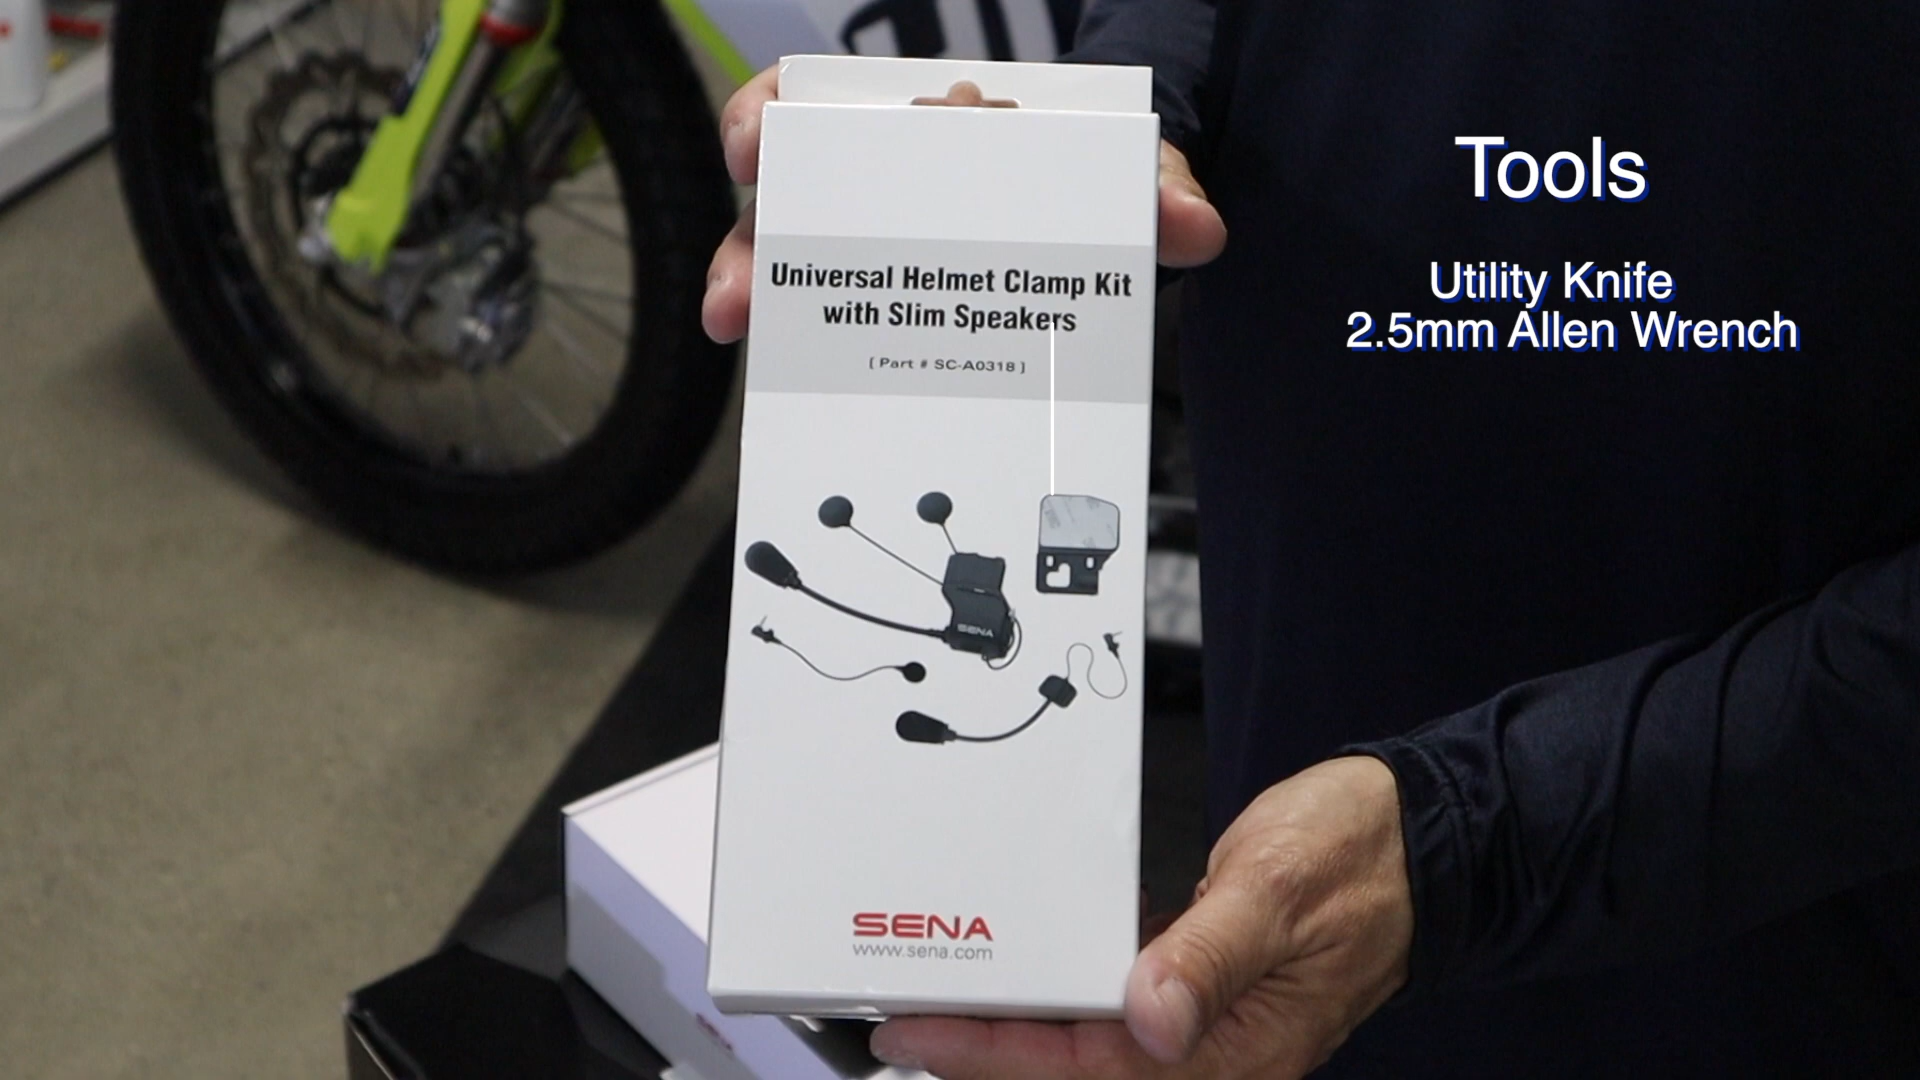 Tools
Utility Knife
2.5mm Allen Wrench
Universal Helmet Clamp Kit
with Slim Speakers
( Part # SC-A0318 )
SENA
SENA
www.sena.com